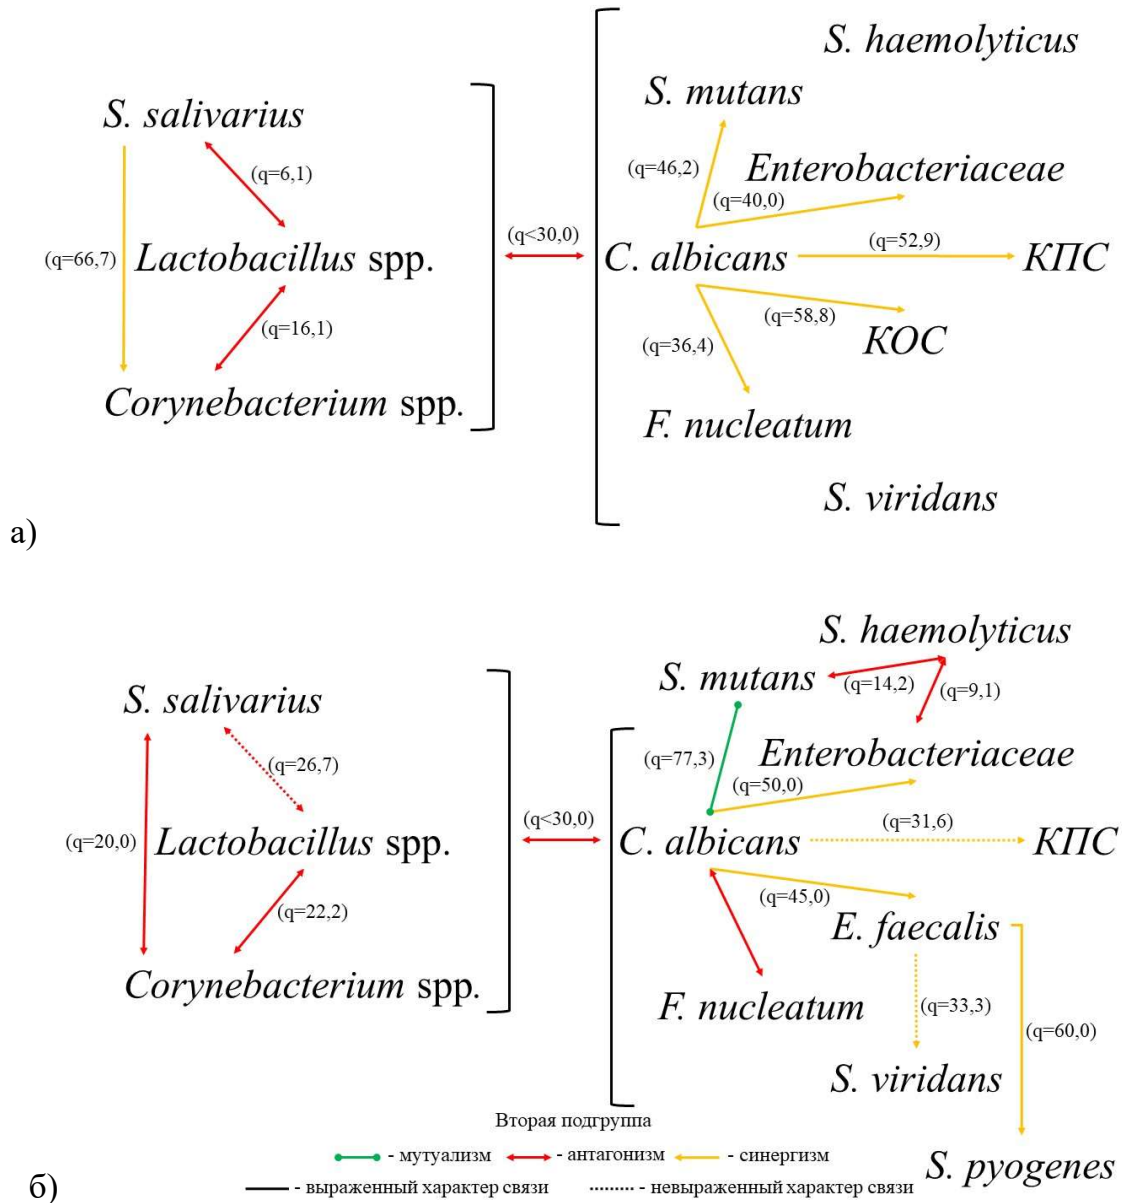 S. haemolyticus
S. mutans
S. salivarius
(q=46,2)
Enterobacteriaceae
(q=6,1)
(q=40,0)
(q<30,0)
(q=52,9)
(q=66,7)
Lactobacillus spp.
C. albicans
КПС
(q=16,1)
(q=58,8)
(q=36,4)
КОС
Corynebacterium spp.
F. nucleatum
S. viridans
а)
S. haemolyticus
S. mutans
(q=14,2)
(q=9,1)
S. salivarius
(q=77,3)
Enterobacteriaceae
(q=26,7)
(q=50,0)
(q<30,0)
(q=31,6)
(q=20,0)
Lactobacillus spp.
C. albicans
КПС
(q=45,0)
(q=22,2)
E. faecalis
Corynebacterium spp.
F. nucleatum
(q=33,3)
(q=60,0)
S. viridans
Вторая подгруппа
- мутуализм
- антагонизм
- синергизм
S. pyogenes
- выраженный характер связи
- невыраженный характер связи
б)